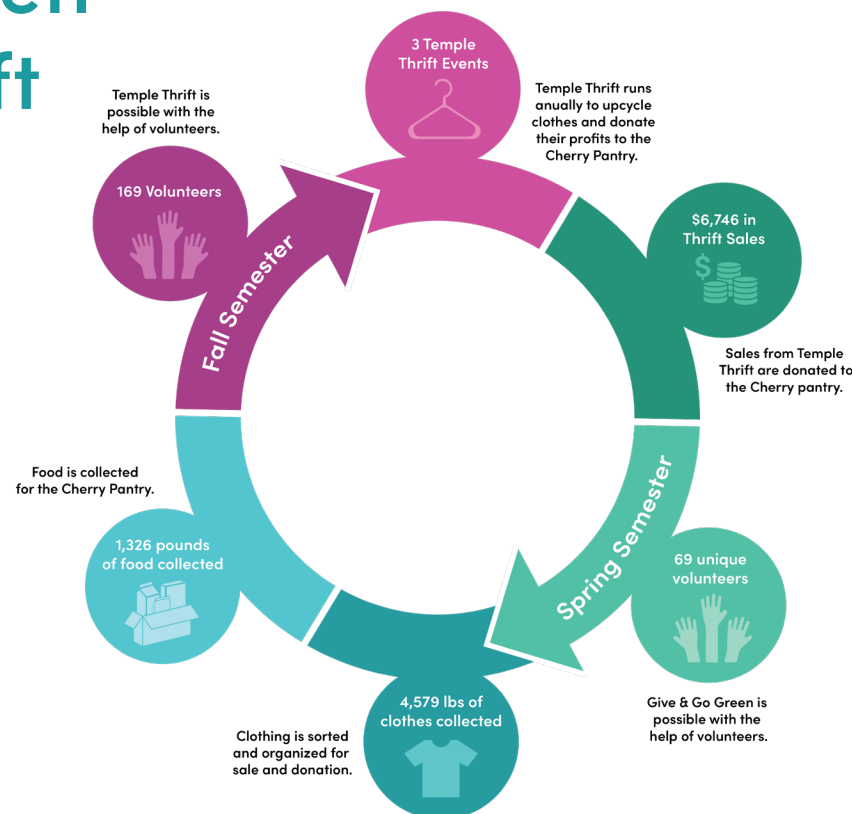 3 Temple
Thrift Events
Temple Thrift runs
anually to upcycle
clothes and donate
their profits to the
Cherry Pantry.
$6,746 in
Thrift Sales
$
Sales from Temple
Thrift are donated to
the Cherry pantry.
Spring Semester
69 unique
volunteers
Give & Go Green is
possible with the
help of volunteers.
4,579 lbs of
clothes collected
Clothing is sorted
and organized for
sale and donation.
1,326 pounds
of food collected
Food is collected
for the Cherry Pantry.
Fall Semester
169 Volunteers
Temple Thrift is
possible with the
help of volunteers.